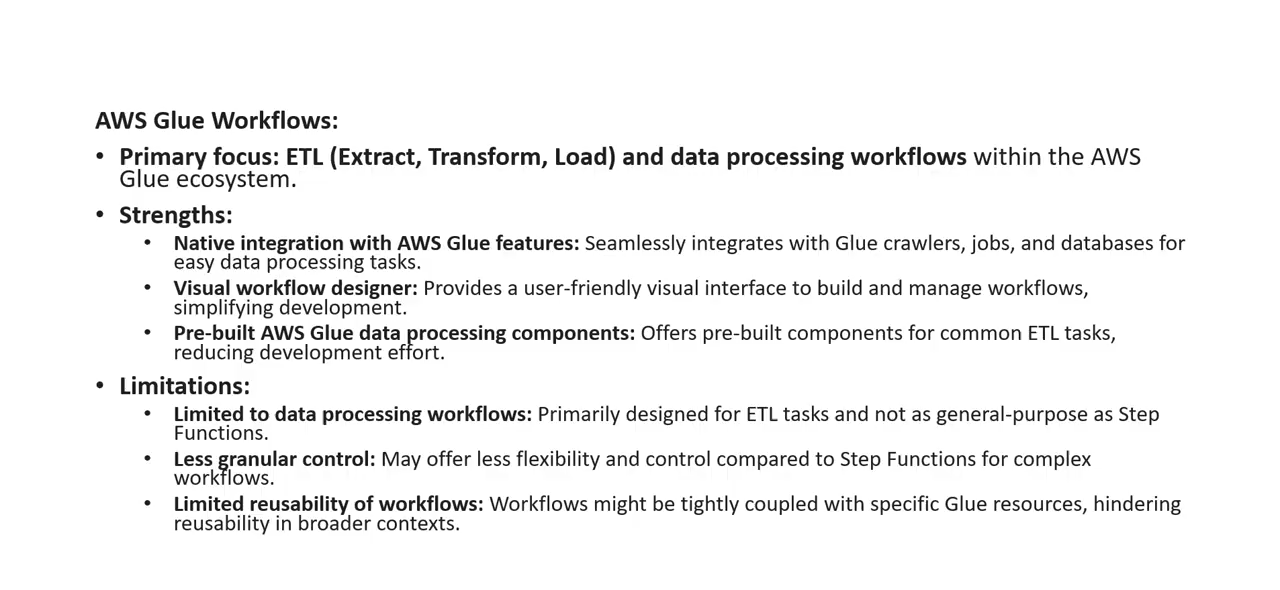 AWS Glue Workflows:
• Primary focus: ETL (Extract, Transform, Load) and data processing workflows within the AWS
Glue ecosystem.
• Strengths:
• Native integration with AWS Glue features: Seamlessly integrates with Glue crawlers, jobs, and databases for
easy data processing tasks.
• Visual workflow designer: Provides a user-friendly visual interface to build and manage workflows,
simplifying development.
• Pre-built AWS Glue data processing components: Offers pre-built components for common ETL tasks,
reducing development effort.
• Limitations:
• Limited to data processing workflows: Primarily designed for ETL tasks and not as general-purpose as Step
Functions.
• Less granular control: May offer less flexibility and control compared to Step Functions for complex
workflows.
• Limited reusability of workflows: Workflows might be tightly coupled with specific Glue resources, hindering
reusability in broader contexts.